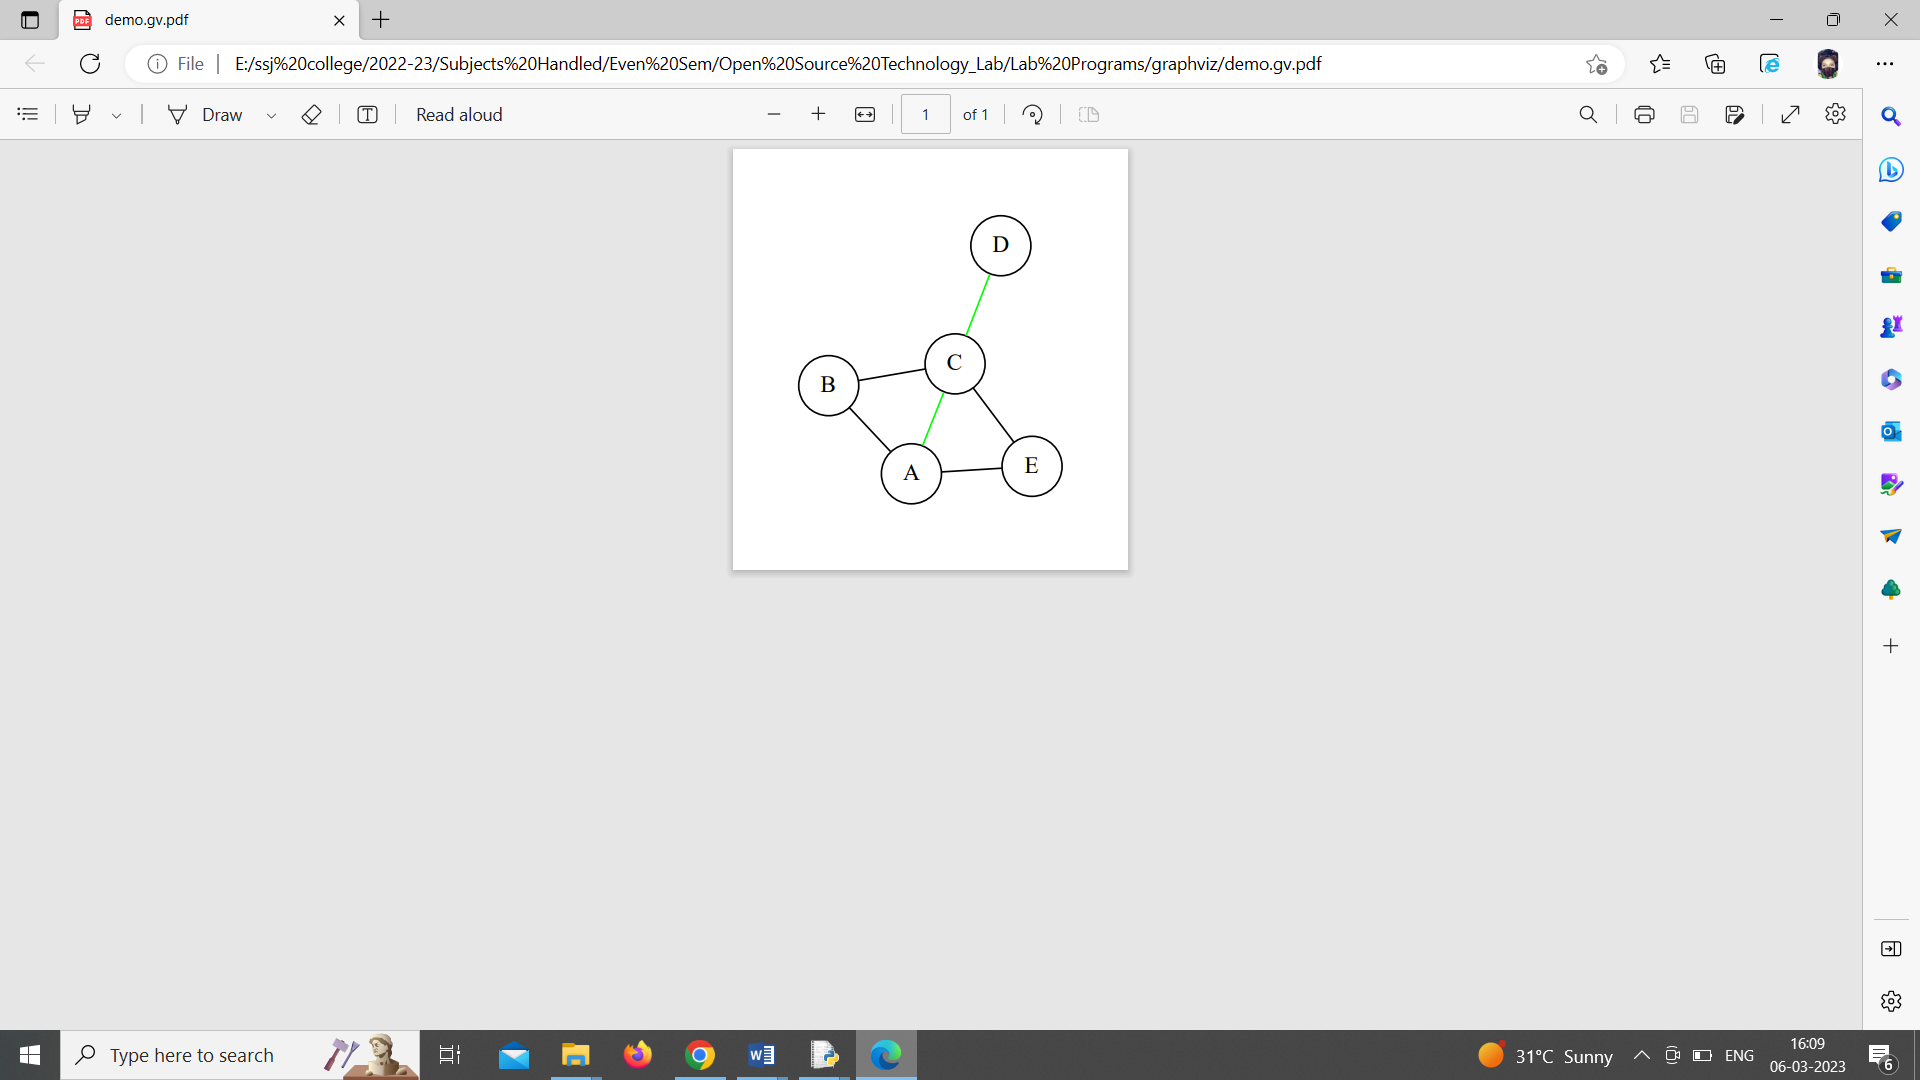 demo.gv.pdf
File
E:/ssj%20college/2022-23/Subjects%20Handled/Even%20Sem/Open%20Source%20Technology_Lab/Lab%20Programs/graphviz/demo.gv.pdf
Draw
Read aloud
1 of 1
D
C
B
A
E
Type here to search
31°C Sunny
ENG
16:09
06-03-2023
6